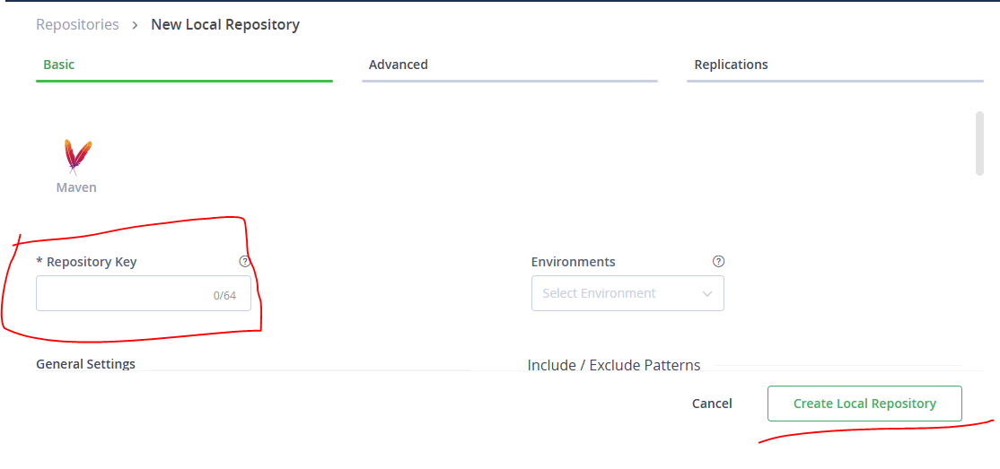 Repositories > New Local Repository
Basic Advanced Replications
Maven
* Repository Key ? Environments ?
0/64 Select Environment
General Settings Include / Exclude Patterns
Cancel Create Local Repository